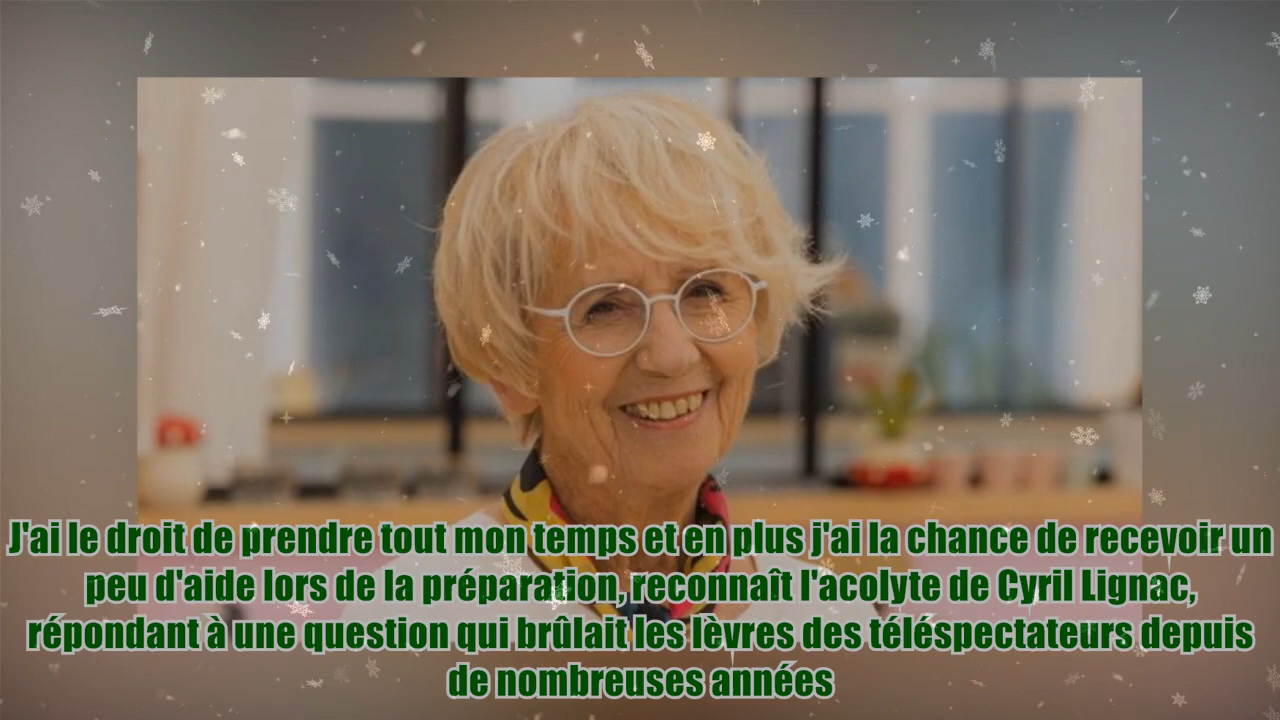 J'ai le droit de prendre tout mon temps et en plus j'ai la chance de recevoir un
peu d'aide lors de la préparation, reconnaît l'acolyte de Cyril Lignac,
répondant à une question qui brûlait les lèvres des téléspectateurs depuis
de nombreuses années